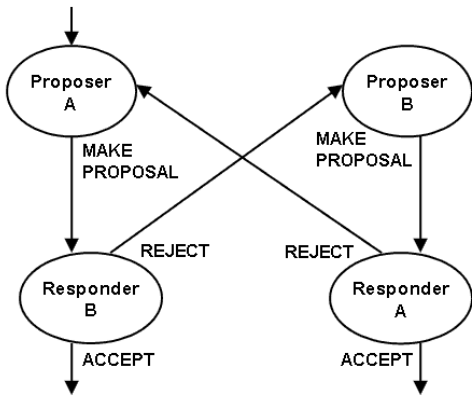 Proposer
A
Proposer
B
MAKE
PROPOSAL
MAKE
PROPOSAL
REJECT
REJECT
Responder
B
Responder
A
ACCEPT
ACCEPT